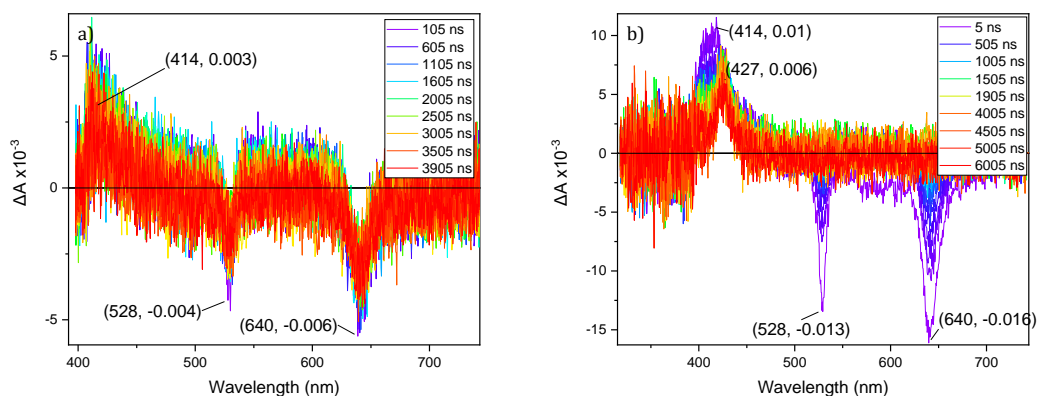 a)
105 ns
605 ns
1105 ns
1605 ns
2005 ns
2505 ns
3005 ns
3505 ns
3905 ns
(414, 0.003)
(528, -0.004)
(640, -0.006)
5
0
-5
ΔA x10⁻³
400 500 600 700
Wavelength (nm)
b)
5 ns
505 ns
1005 ns
1505 ns
1905 ns
4005 ns
4505 ns
5005 ns
6005 ns
(414, 0.01)
(427, 0.006)
(528, -0.013)
(640, -0.016)
10
5
0
-5
-10
-15
ΔA x10⁻³
400 500 600 700
Wavelength (nm)